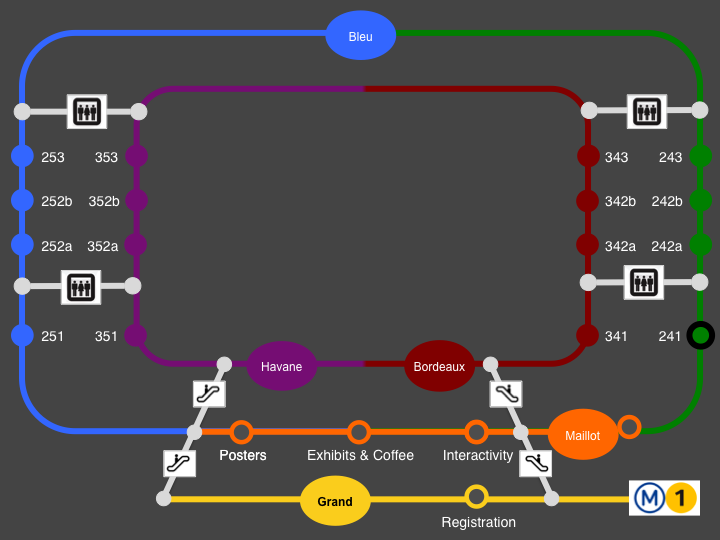 Bleu
253 353 343 243
252b 352b 342b 242b
252a 352a 342a 242a
251 351 341 241
Havane Bordeaux
Maillot
Posters Exhibits & Coffee Interactivity
Grand
M 1
Registration